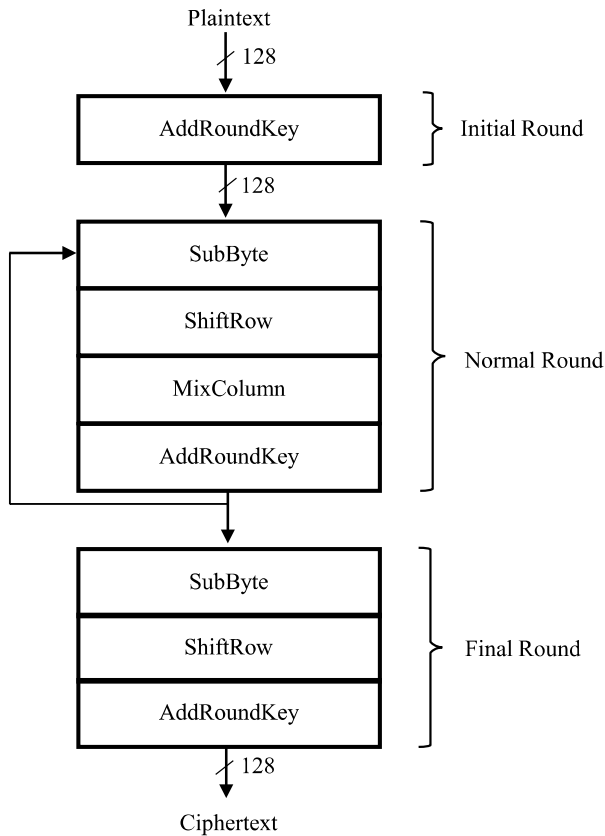 Plaintext
128
AddRoundKey
Initial Round
128
SubByte
ShiftRow
MixColumn
AddRoundKey
Normal Round
SubByte
ShiftRow
AddRoundKey
Final Round
128
Ciphertext